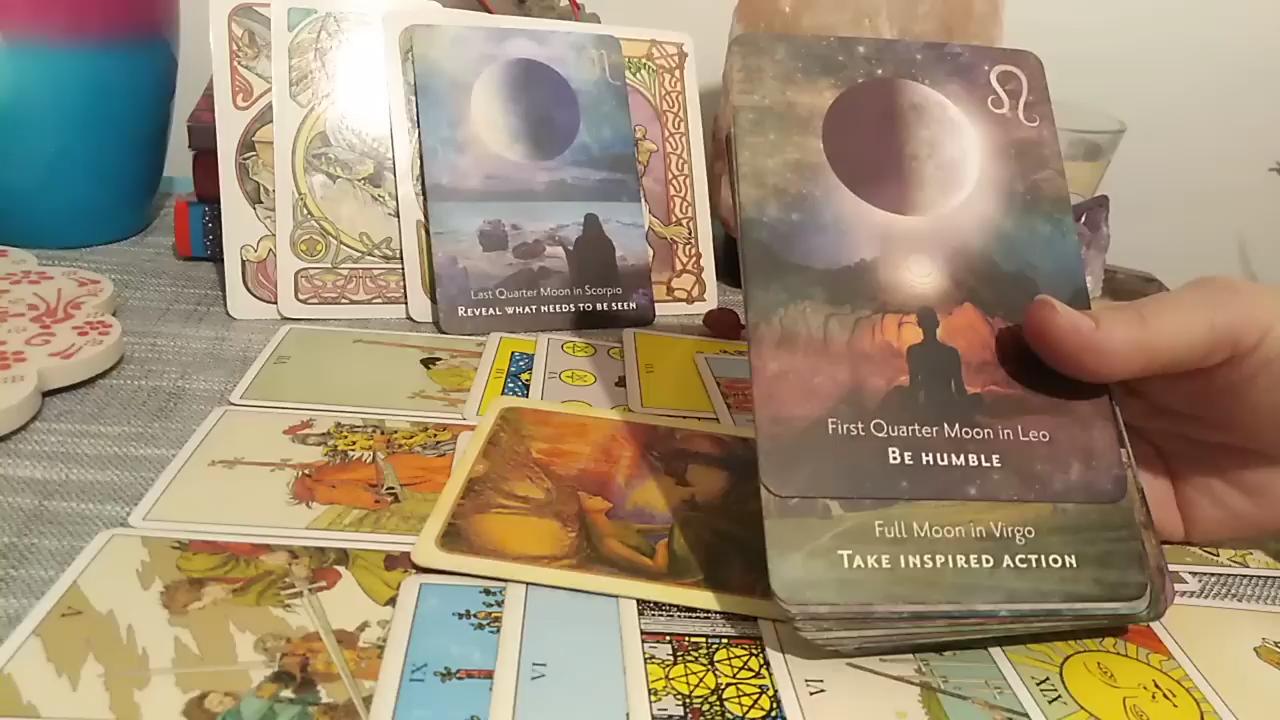 Last Quarter Moon in Scorpio
REVEAL WHAT NEEDS TO BE SEEN
First Quarter Moon in Leo
BE HUMBLE
Full Moon in Virgo
TAKE INSPIRED ACTION
VI
V
IX
VI
VI
XIX